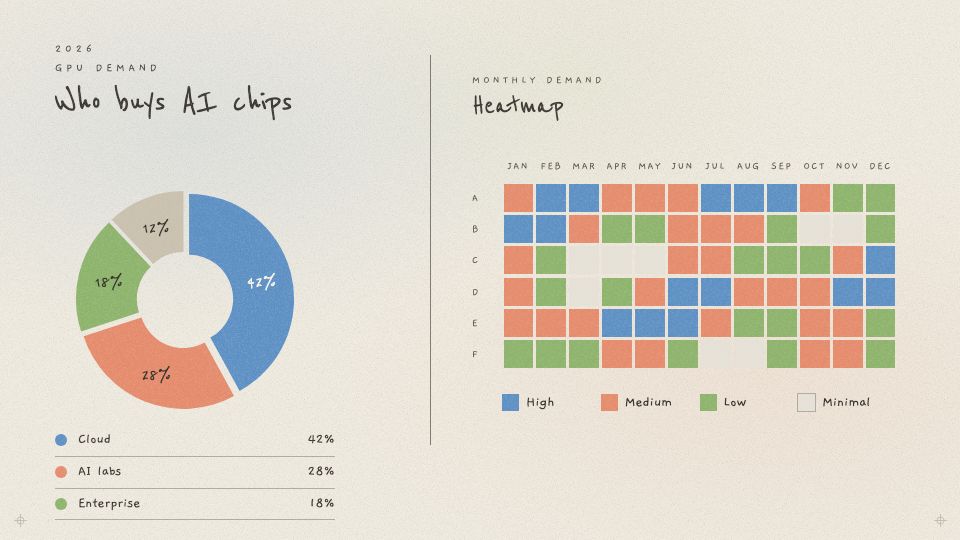 2026
GPU DEMAND
Who buys AI chips
12%
42%
18%
28%
Cloud 42%
AI labs 28%
Enterprise 18%
MONTHLY DEMAND
Heatmap
JAN FEB MAR APR MAY JUN JUL AUG SEP OCT NOV DEC
A
B
C
D
E
F
High Medium Low Minimal